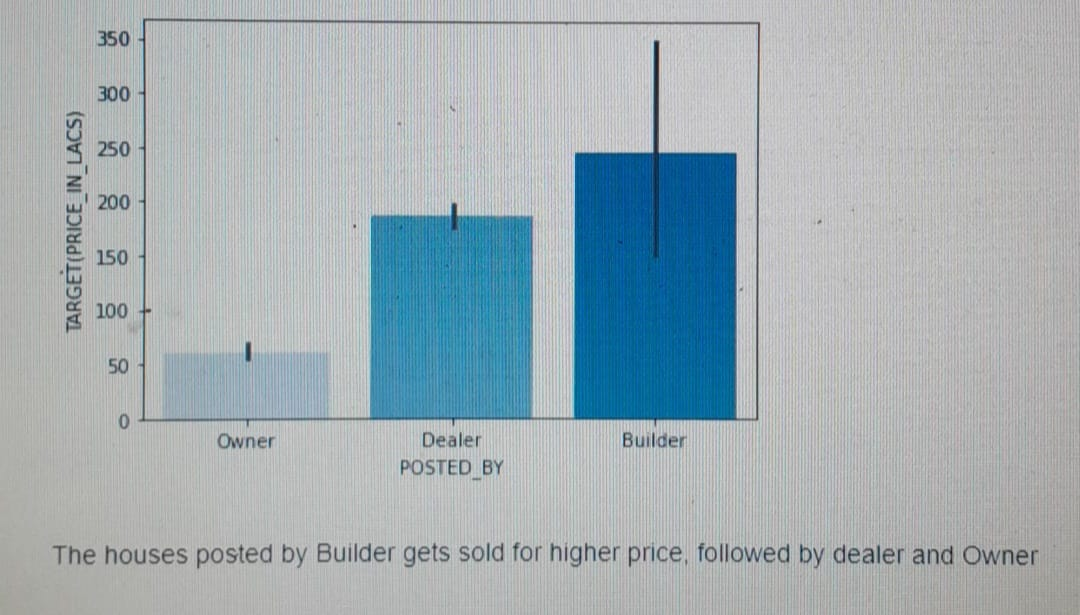 350
300
250
200
150
100
50
0
TARGET(PRICE_IN_LACS)
Owner
Dealer
Builder
POSTED_BY
The houses posted by Builder gets sold for higher price, followed by dealer and Owner